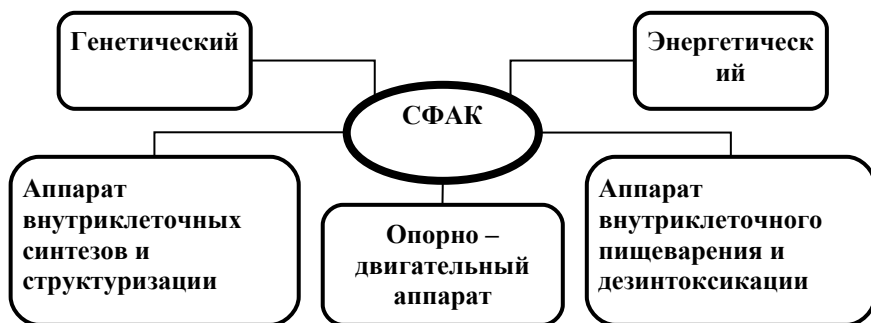 Генетический
Энергетическ
ий
СФАК
Аппарат
внутриклеточных
синтезов и
структуризации
Опорно –
двигательный
аппарат
Аппарат
внутриклеточного
пищеварения и
дезинтоксикации